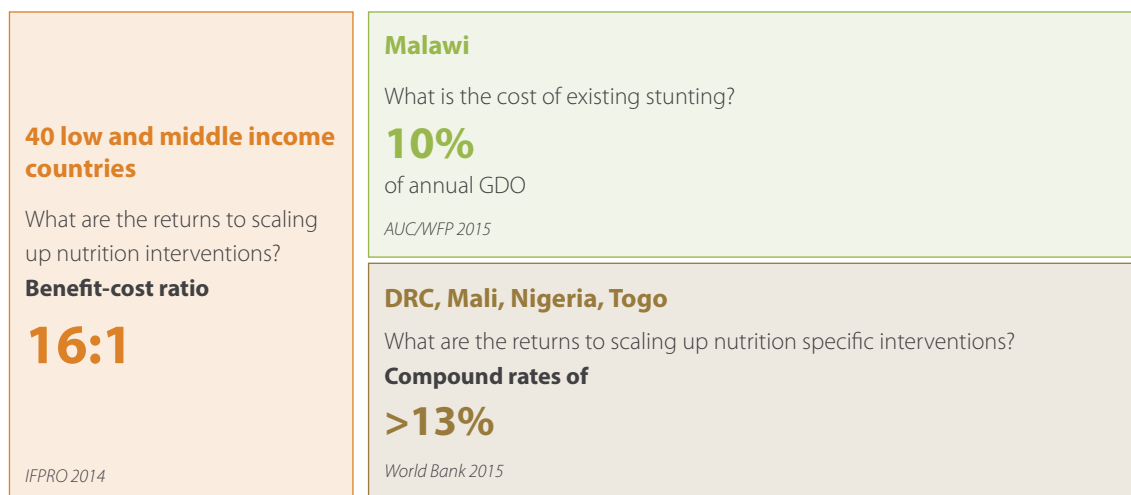 40 low and middle income
countries
What are the returns to scaling
up nutrition interventions?
Benefit-cost ratio
16:1
IFPRO 2014
Malawi
What is the cost of existing stunting?
10%
of annual GDO
AUC/WFP 2015
DRC, Mali, Nigeria, Togo
What are the returns to scaling up nutrition specific interventions?
Compound rates of
>13%
World Bank 2015